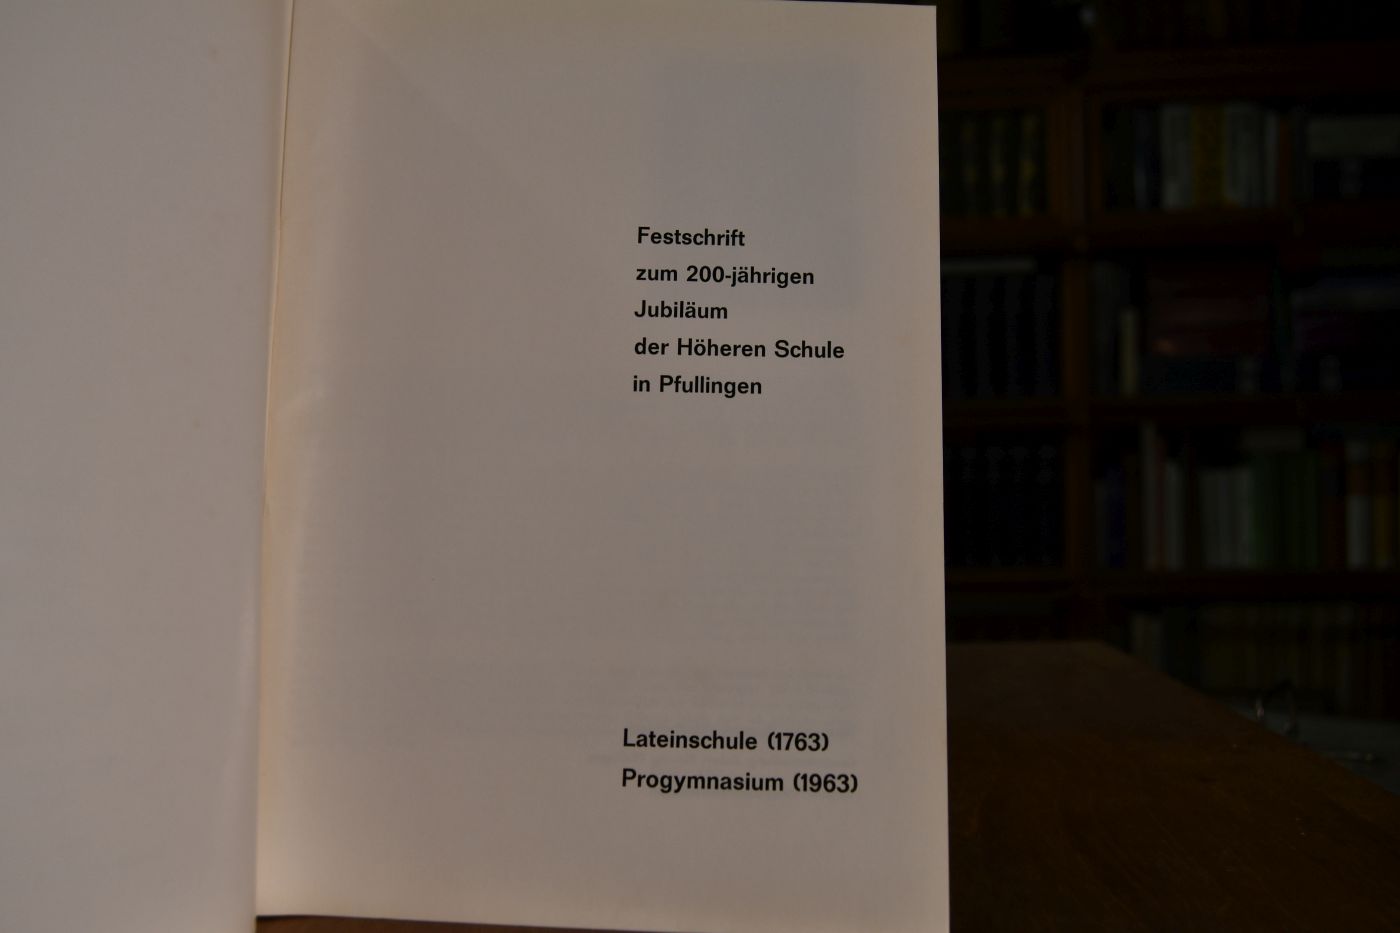 Festschrift
zum 200-jährigen
Jubiläum
der Höheren Schule
in Pfullingen
Lateinschule (1763)
Progymnasium (1963)